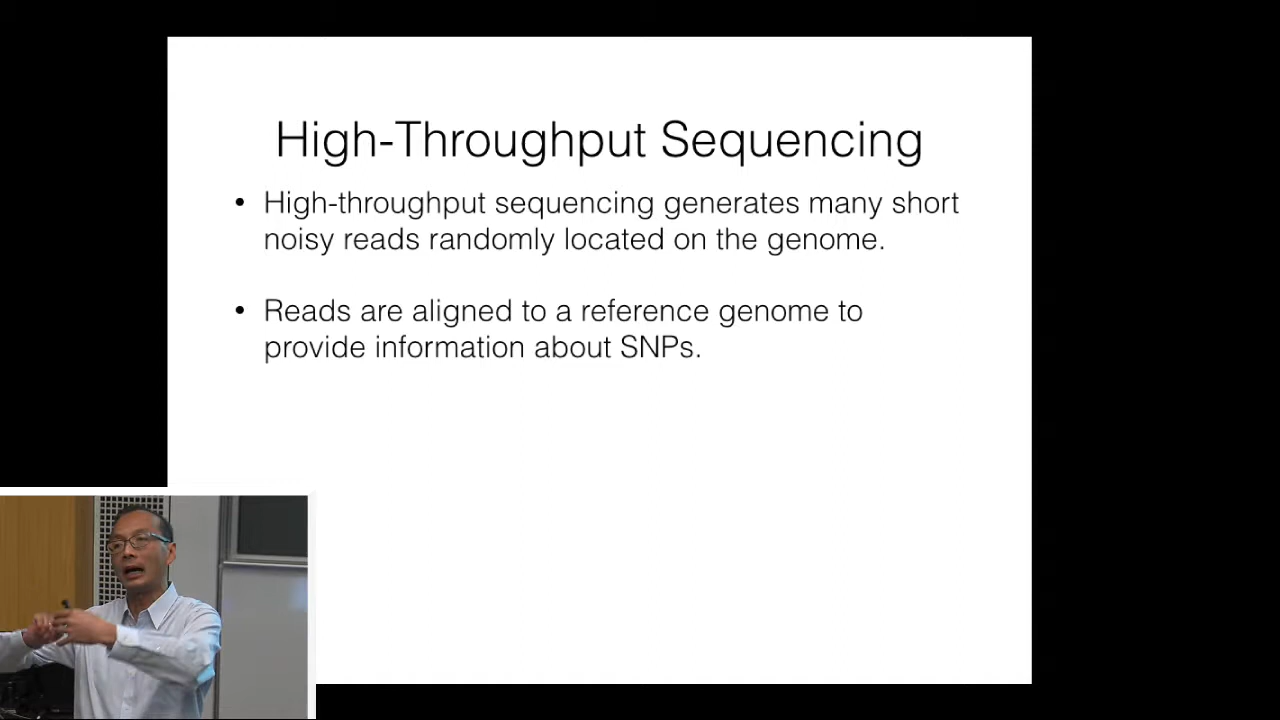 High-Throughput Sequencing
• High-throughput sequencing generates many short
noisy reads randomly located on the genome.
• Reads are aligned to a reference genome to
provide information about SNPs.